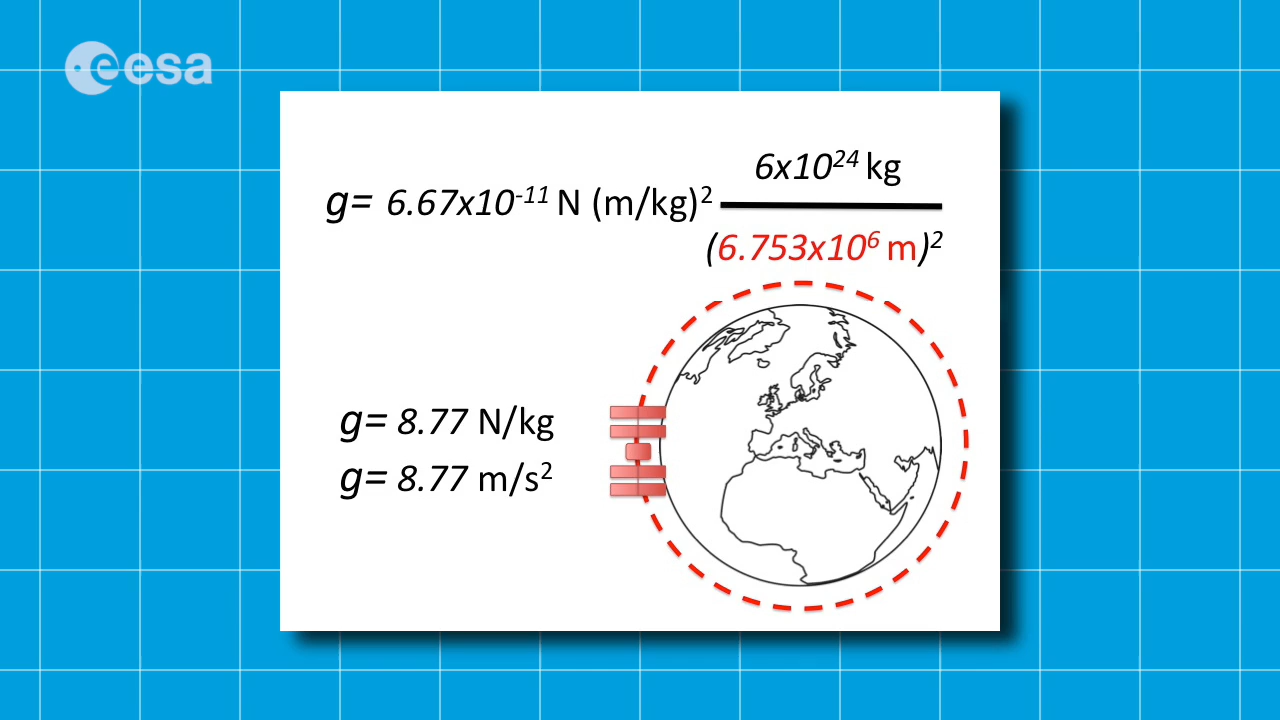 esa
g= 6.67x10⁻¹¹ N (m/kg)² 6x10²⁴ kg
(6.753x10⁶ m)²
g= 8.77 N/kg
g= 8.77 m/s²